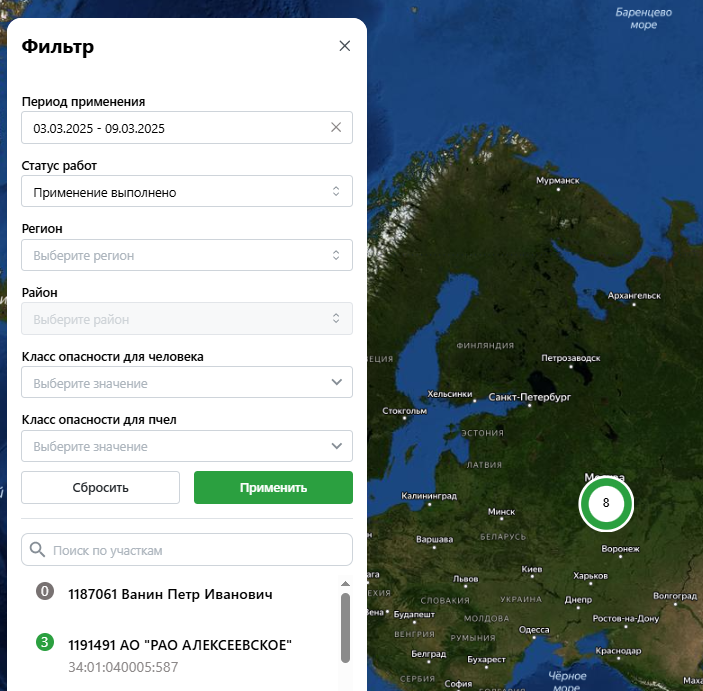 Баренцево
море
Фильтр
Период применения
03.03.2025 - 09.03.2025
Статус работ
Применение выполнено
Регион
Выберите регион
Район
Выберите район
Класс опасности для человека
Выберите значение
Класс опасности для пчел
Выберите значение
Сбросить
Применить
Поиск по участкам
0
1187061 Ванин Петр Иванович
3
1191491 АО "РАО АЛЕКСЕЕВСКОЕ"
34:01:040005:587
Мурманск
Архангельск
ФИНЛЯНДИЯ
Петрозаводск
ЕЦИЯ
Хельсинки
Санкт-Петербург
Стокгольм
ЭСТОНИЯ
ЛАТВИЯ
8
Калининград
Минск
БЕЛАРУСЬ
Варшава
Воронеж
Киев
Харьков
Львов
Волгоград
СЛОВАКИЯ
УКРАИНА
Днепр
Вена
Будапешт
МОЛДОВА
Ростов-на-Дону
ВЕНГРИЯ
Одесса
РУМЫНИЯ
Краснодар
Белград
Бухарест
Чёрное
море
СЕРБИЯ
София